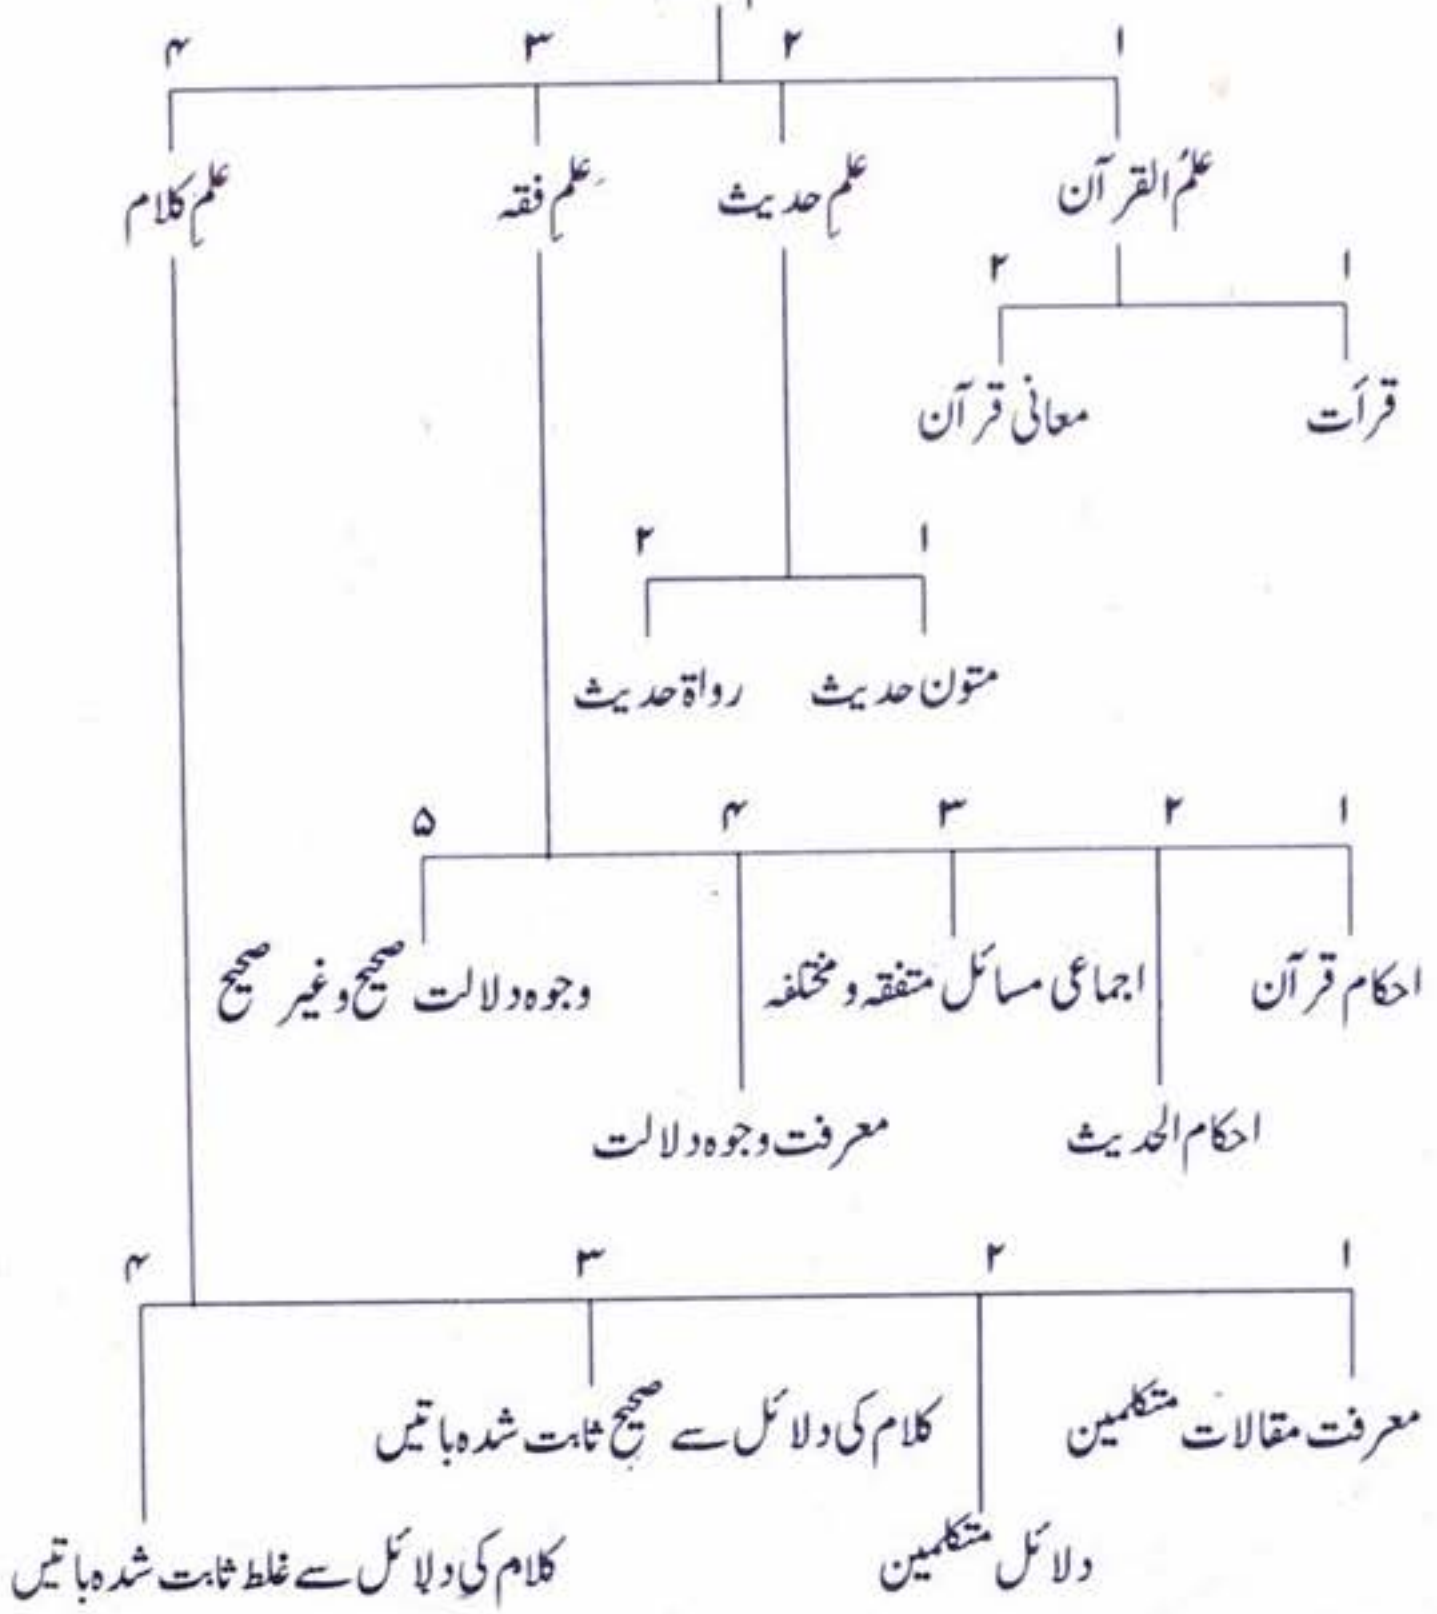 ۱ ۲ ۳ ۴
علمُ القرآن علمِ حدیث علمِ فقہ علمِ کلام
۱ ۲
قرأت معانی قرآن
۱ ۲
متون حدیث رواۃ حدیث
۱ ۲ ۳ ۴ ۵
احکام قرآن اجماعی مسائل متفقہ و مختلفہ وجوہ دلالت صحیح و غیر صحیح
احکام الحدیث معرفت وجوہ دلالت
۱ ۲ ۳ ۴
معرفت مقالات متکلمین کلام کی دلائل سے صحیح ثابت شدہ باتیں
دلائل متکلمین کلام کی دلائل سے غلط ثابت شدہ باتیں